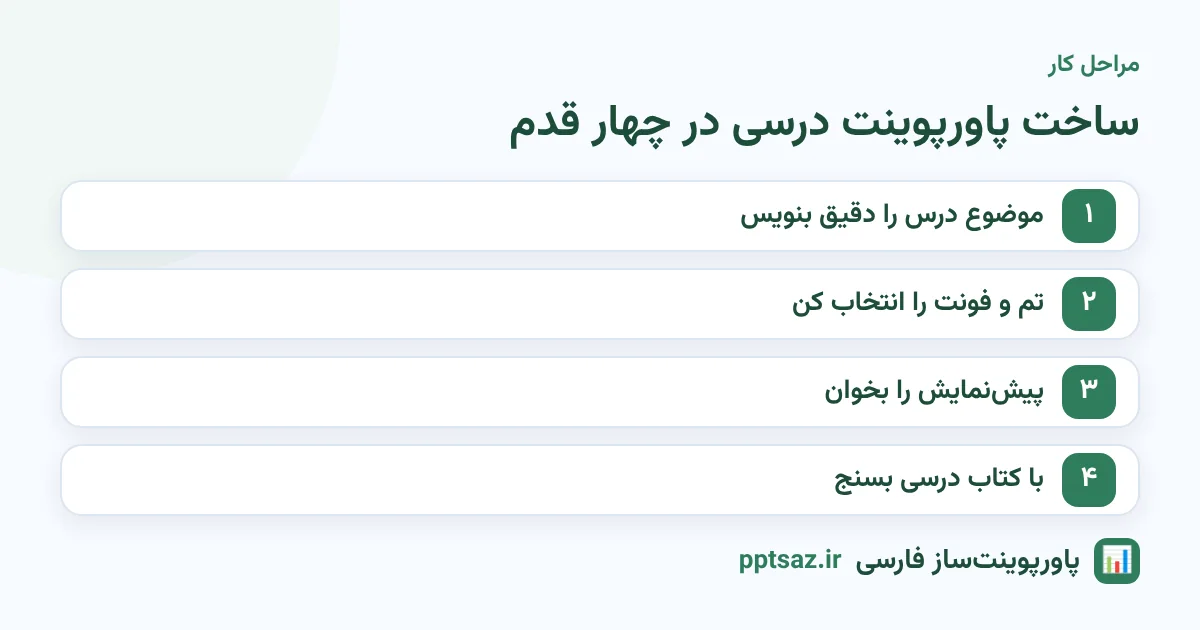 مراحل کار
ساخت پاورپوینت درسی در چهار قدم
۱ موضوع درس را دقیق بنویس
۲ تم و فونت را انتخاب کن
۳ پیش‌نمایش را بخوان
۴ با کتاب درسی بسنج
پاورپوینت‌ساز فارسی pptsaz.ir